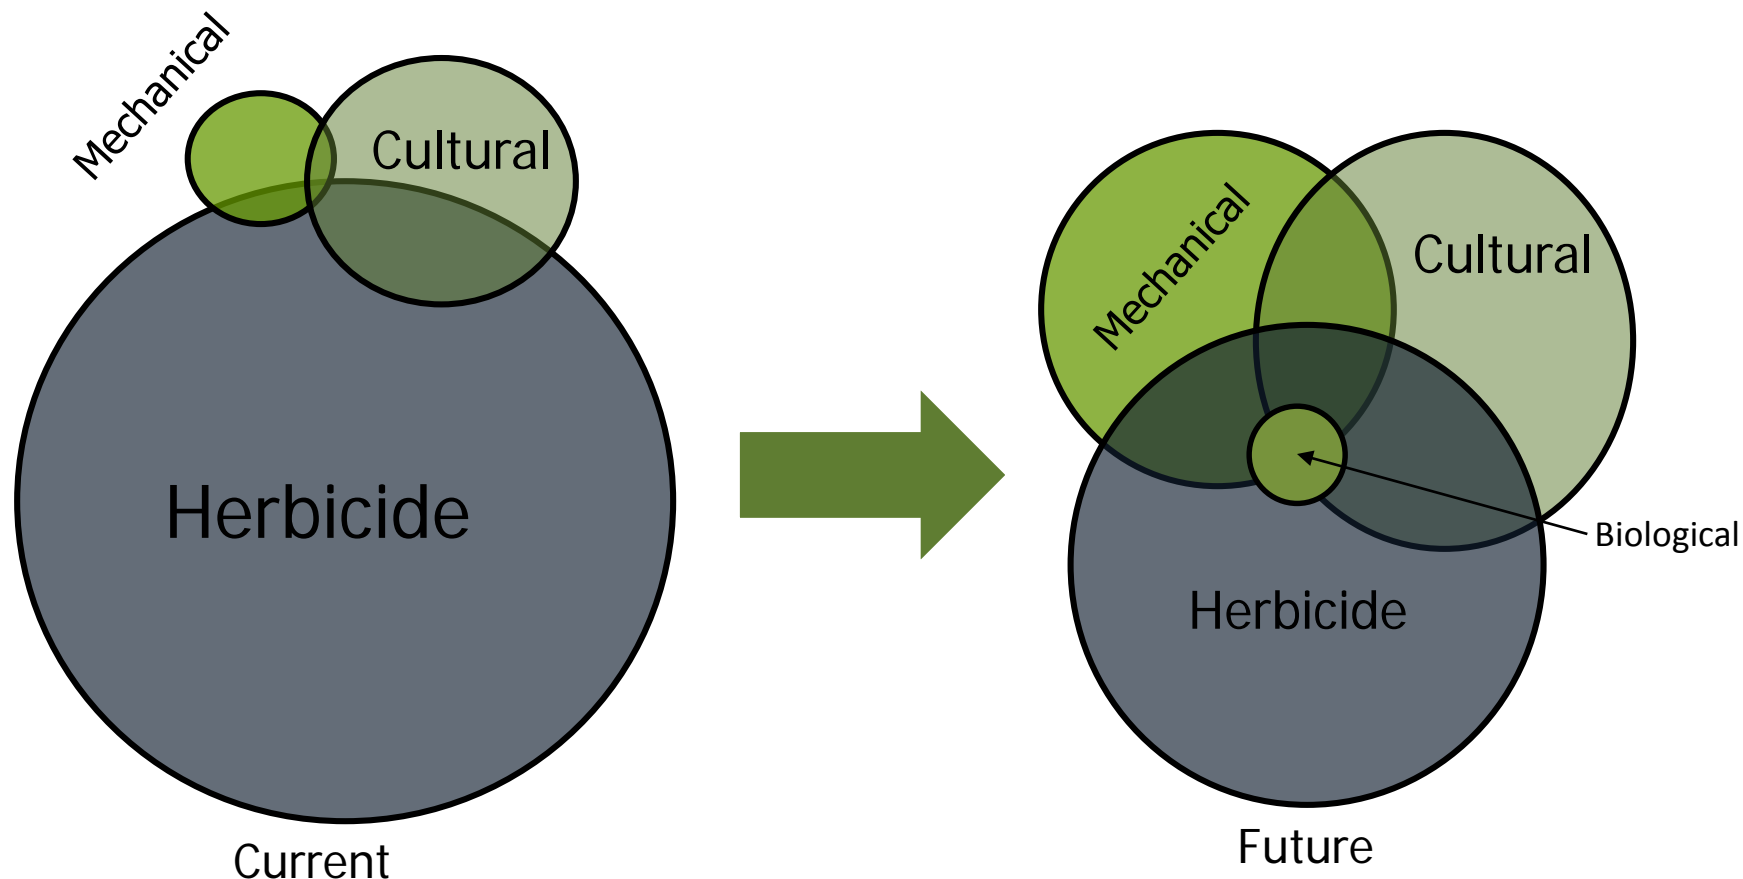 Mechanical
Cultural
Herbicide
Current
Mechanical
Cultural
Biological
Herbicide
Future